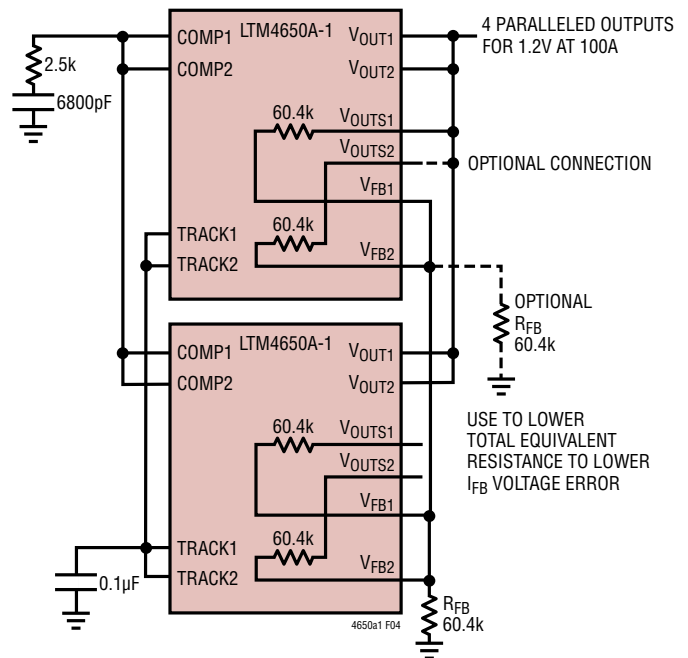 COMP1 LTM4650A-1 VOUT1
4 PARALLELED OUTPUTS
FOR 1.2V AT 100A
COMP2 VOUT2
2.5k
6800pF
60.4k VOUTS1
VOUTS2
OPTIONAL CONNECTION
VFB1
60.4k
TRACK1
VFB2
TRACK2
OPTIONAL
RFB
60.4k
COMP1 LTM4650A-1 VOUT1
COMP2 VOUT2
USE TO LOWER
TOTAL EQUIVALENT
RESISTANCE TO LOWER
IFB VOLTAGE ERROR
60.4k VOUTS1
VOUTS2
VFB1
60.4k
TRACK1
VFB2
TRACK2
0.1µF
RFB
60.4k
4650a1 F04